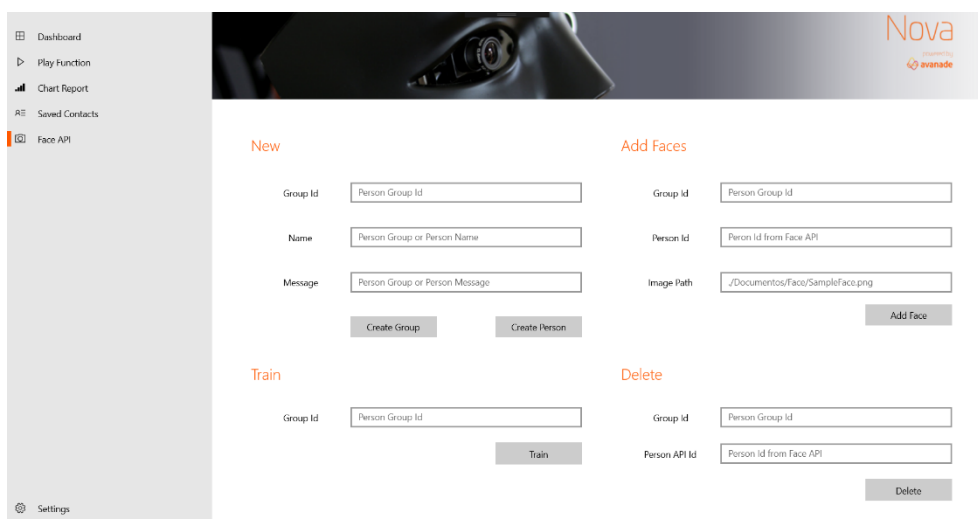 Dashboard
Play Function
Chart Report
Saved Contacts
Face API
Settings
Nova
powered by
avanade
New
Group Id
Person Group Id
Name
Person Group or Person Name
Message
Person Group or Person Message
Create Group
Create Person
Add Faces
Group Id
Person Group Id
Person Id
Peron Id from Face API
Image Path
./Documentos/Face/SampleFace.png
Add Face
Train
Group Id
Person Group Id
Train
Delete
Group Id
Person Group Id
Person API Id
Person Id from Face API
Delete